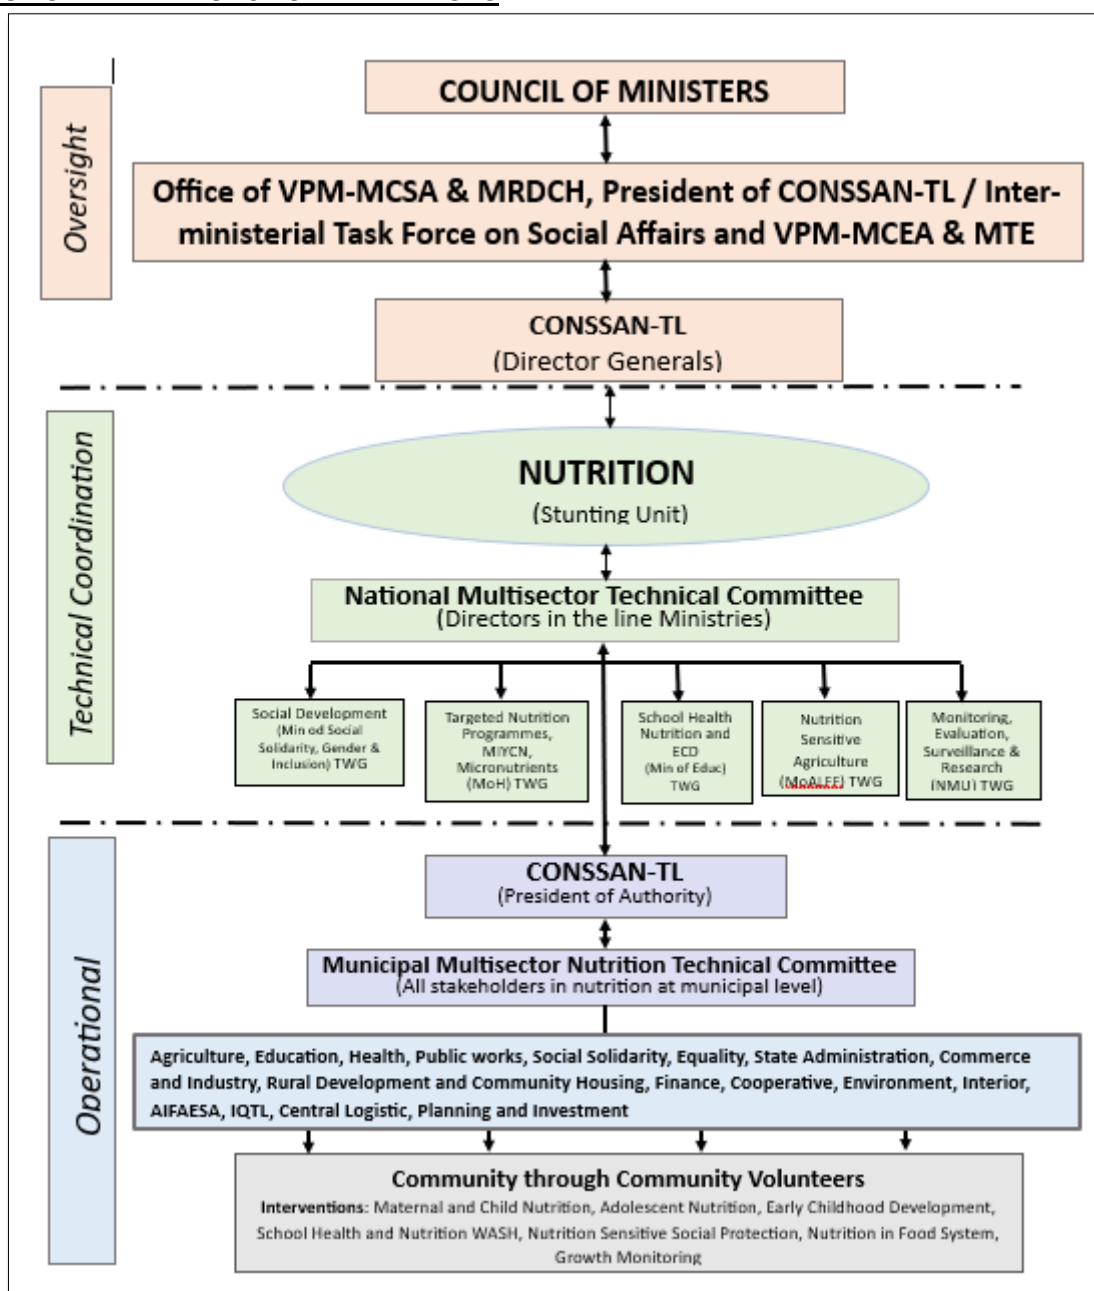 COUNCIL OF MINISTERS
Oversight
Office of VPM-MCSA & MRDCH, President of CONSSAN-TL / Inter-
ministerial Task Force on Social Affairs and VPM-MCEA & MTE
CONSSAN-TL
(Director Generals)
Technical Coordination
NUTRITION
(Stunting Unit)
National Multisector Technical Committee
(Directors in the line Ministries)
Social Development
(Min od Social
Solidarity, Gender &
Inclusion) TWG
Targeted Nutrition
Programmes,
MIYCN,
Micronutrients
(MoH) TWG
School Health
Nutrition and
ECD
(Min of Educ)
TWG
Nutrition
Sensitive
Agriculture
(MoALFF) TWG
Monitoring,
Evaluation,
Surveillance &
Research
(NMU) TWG
Operational
CONSSAN-TL
(President of Authority)
Municipal Multisector Nutrition Technical Committee
(All stakeholders in nutrition at municipal level)
Agriculture, Education, Health, Public works, Social Solidarity, Equality, State Administration, Commerce
and Industry, Rural Development and Community Housing, Finance, Cooperative, Environment, Interior,
AIFAESA, IQTL, Central Logistic, Planning and Investment
Community through Community Volunteers
Interventions: Maternal and Child Nutrition, Adolescent Nutrition, Early Childhood Development,
School Health and Nutrition WASH, Nutrition Sensitive Social Protection, Nutrition in Food System,
Growth Monitoring